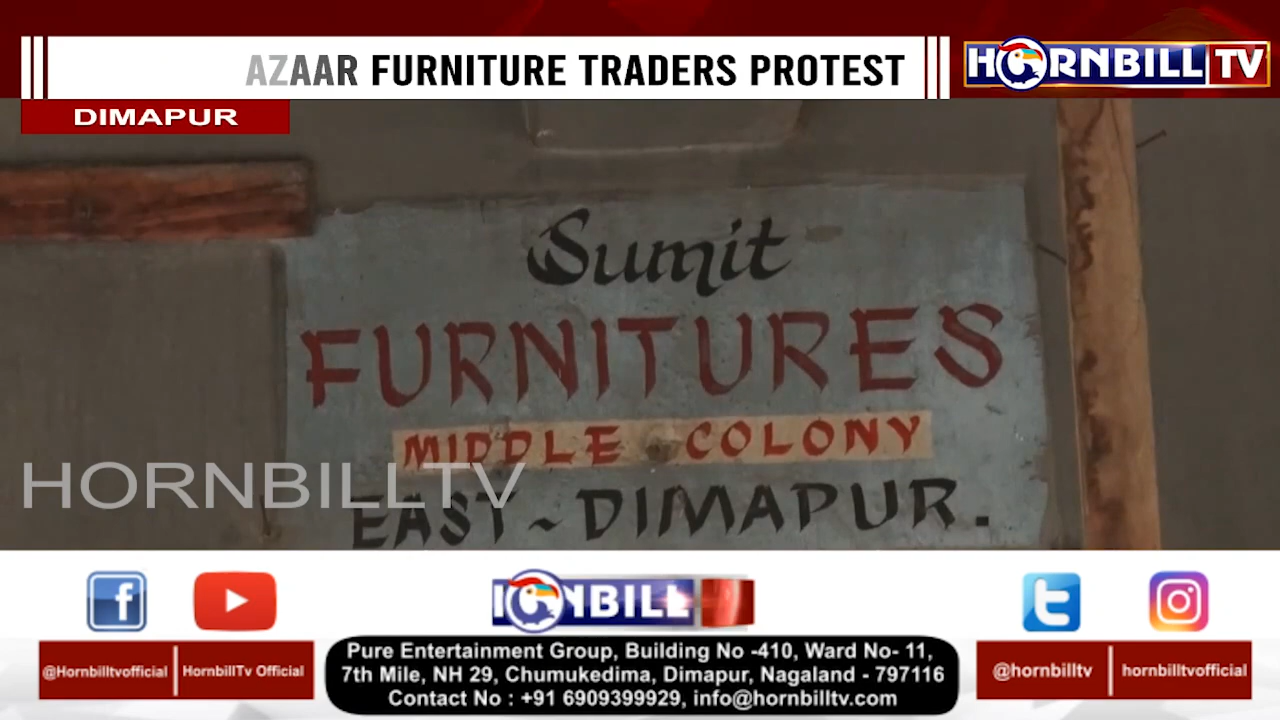 AZAAR FURNITURE TRADERS PROTEST
HORNBILL TV
DIMAPUR
Sumit
FURNITURES
MIDDLE COLONY
EAST~DIMAPUR.
HORNBILLTV
@Hornbilltvofficial
HornbillTv Official
Pure Entertainment Group, Building No -410, Ward No- 11,
7th Mile, NH 29, Chumukedima, Dimapur, Nagaland - 797116
Contact No : +91 6909399929, info@hornbilltv.com
@hornbilltv
hornbilltvofficial